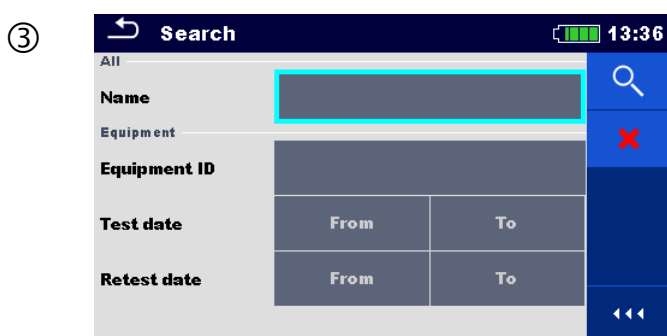 ③
Search 13:36
All
Name
Equipment
Equipment ID
Test date From To
Retest date From To